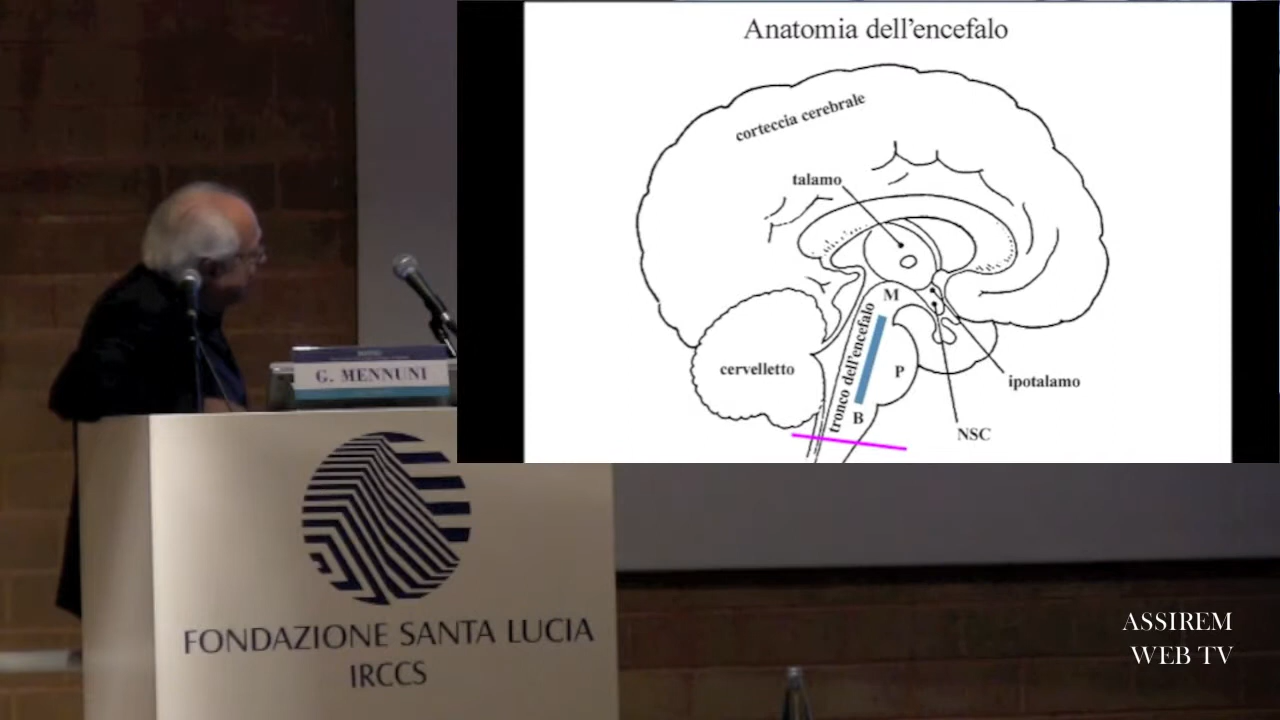 Anatomia dell'encefalo
corteccia cerebrale
talamo
M
tronco dell'encefalo
cervelletto
P
ipotalamo
B
NSC
G. MENNUNI
FONDAZIONE SANTA LUCIA
IRCCS
ASSIREM
WEB TV